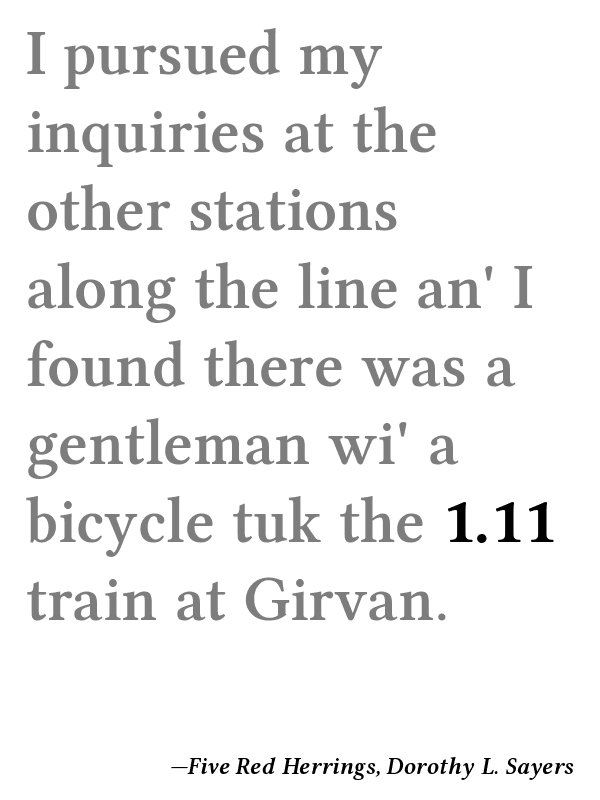 I pursued my
inquiries at the
other stations
along the line an' I
found there was a
gentleman wi' a
bicycle tuk the 1.11
train at Girvan.
—Five Red Herrings, Dorothy L. Sayers